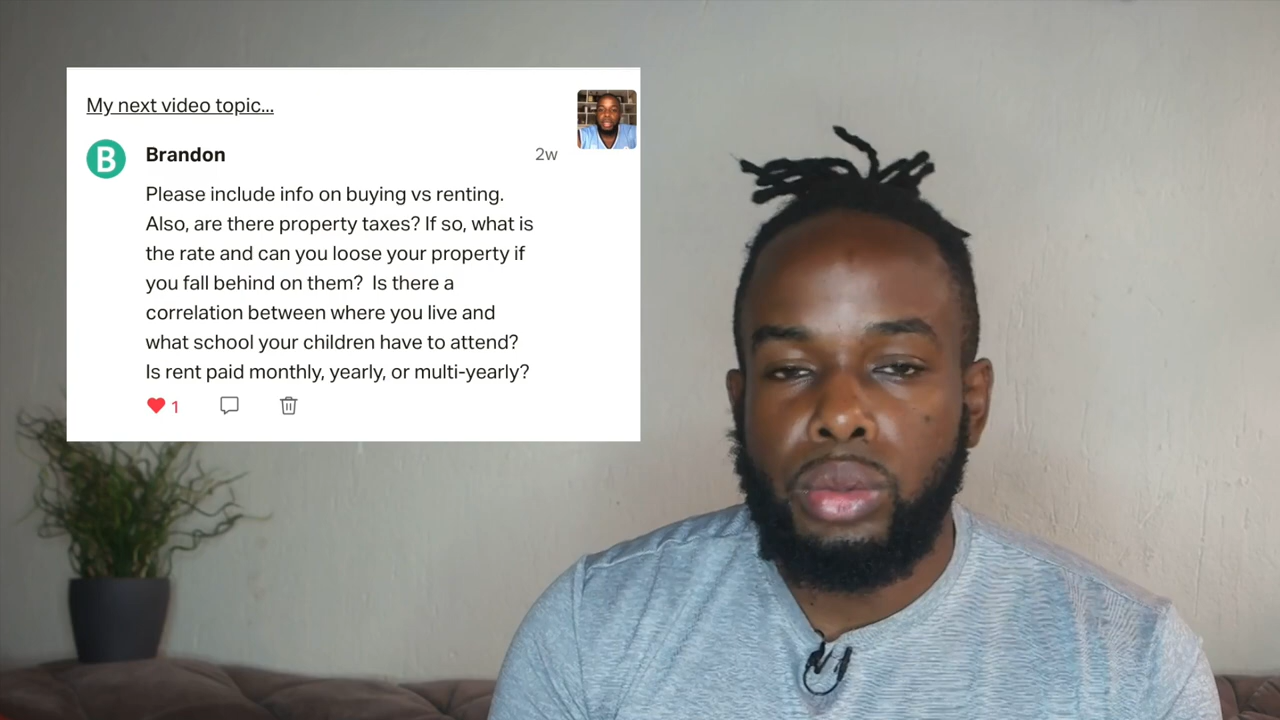 My next video topic...
B
Brandon
2w
Please include info on buying vs renting.
Also, are there property taxes? If so, what is
the rate and can you loose your property if
you fall behind on them?  Is there a
correlation between where you live and
what school your children have to attend?
Is rent paid monthly, yearly, or multi-yearly?
1